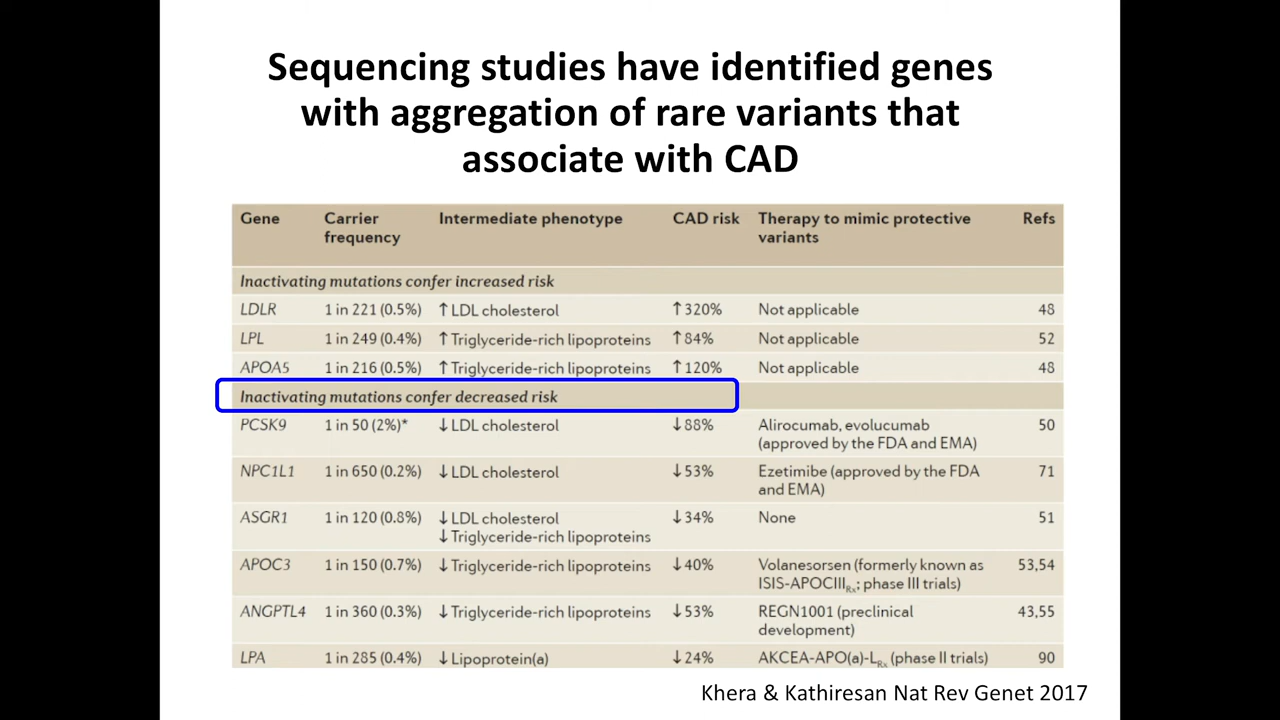 Sequencing studies have identified genes
with aggregation of rare variants that
associate with CAD
Gene Carrier frequency Intermediate phenotype CAD risk Therapy to mimic protective variants Refs
Inactivating mutations confer increased risk
LDLR 1 in 221 (0.5%) ↑ LDL cholesterol ↑ 320% Not applicable 48
LPL 1 in 249 (0.4%) ↑ Triglyceride-rich lipoproteins ↑ 84% Not applicable 52
APOA5 1 in 216 (0.5%) ↑ Triglyceride-rich lipoproteins ↑ 120% Not applicable 48
Inactivating mutations confer decreased risk
PCSK9 1 in 50 (2%)* ↓ LDL cholesterol ↓ 88% Alirocumab, evolucumab 50
(approved by the FDA and EMA)
NPC1L1 1 in 650 (0.2%) ↓ LDL cholesterol ↓ 53% Ezetimibe (approved by the FDA 71
and EMA)
ASGR1 1 in 120 (0.8%) ↓ LDL cholesterol ↓ 34% None 51
↓ Triglyceride-rich lipoproteins
APOC3 1 in 150 (0.7%) ↓ Triglyceride-rich lipoproteins ↓ 40% Volanesorsen (formerly known as 53,54
ISIS-APOCIIIRx; phase III trials)
ANGPTL4 1 in 360 (0.3%) ↓ Triglyceride-rich lipoproteins ↓ 53% REGN1001 (preclinical 43,55
development)
LPA 1 in 285 (0.4%) ↓ Lipoprotein(a) ↓ 24% AKCEA-APO(a)-LRx (phase II trials) 90
Khera & Kathiresan Nat Rev Genet 2017